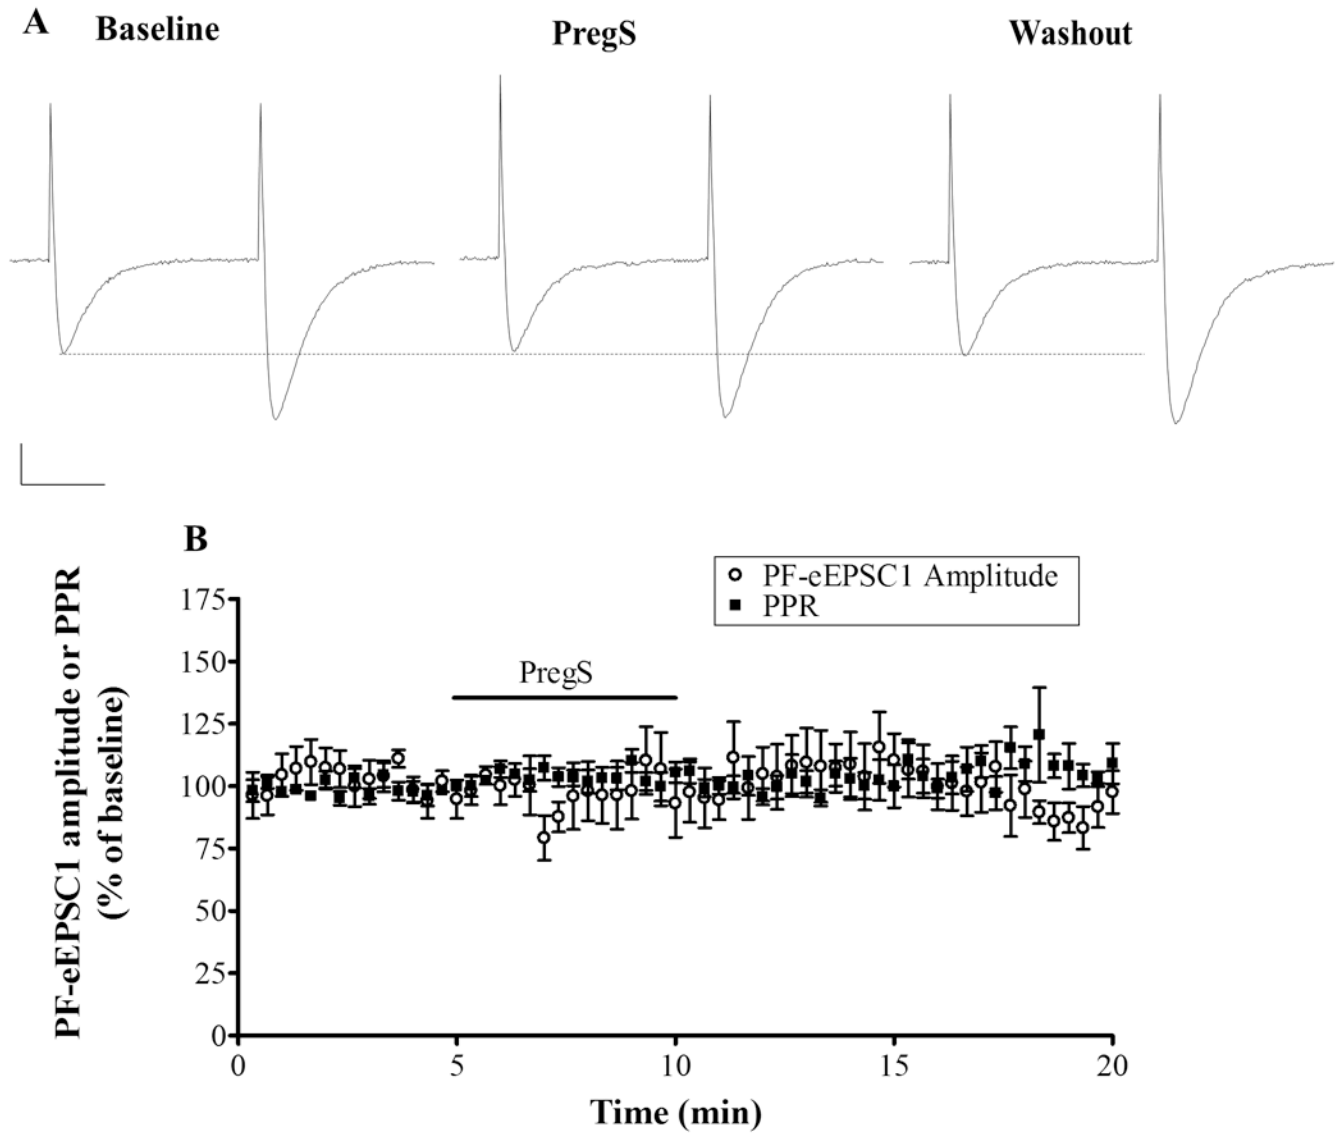 A
Baseline
PregS
Washout
B
PF-eEPSC1 Amplitude
PPR
PF-eEPSC1 amplitude or PPR
(% of baseline)
175
150
125
100
75
50
25
0
PregS
0
5
10
15
20
Time (min)